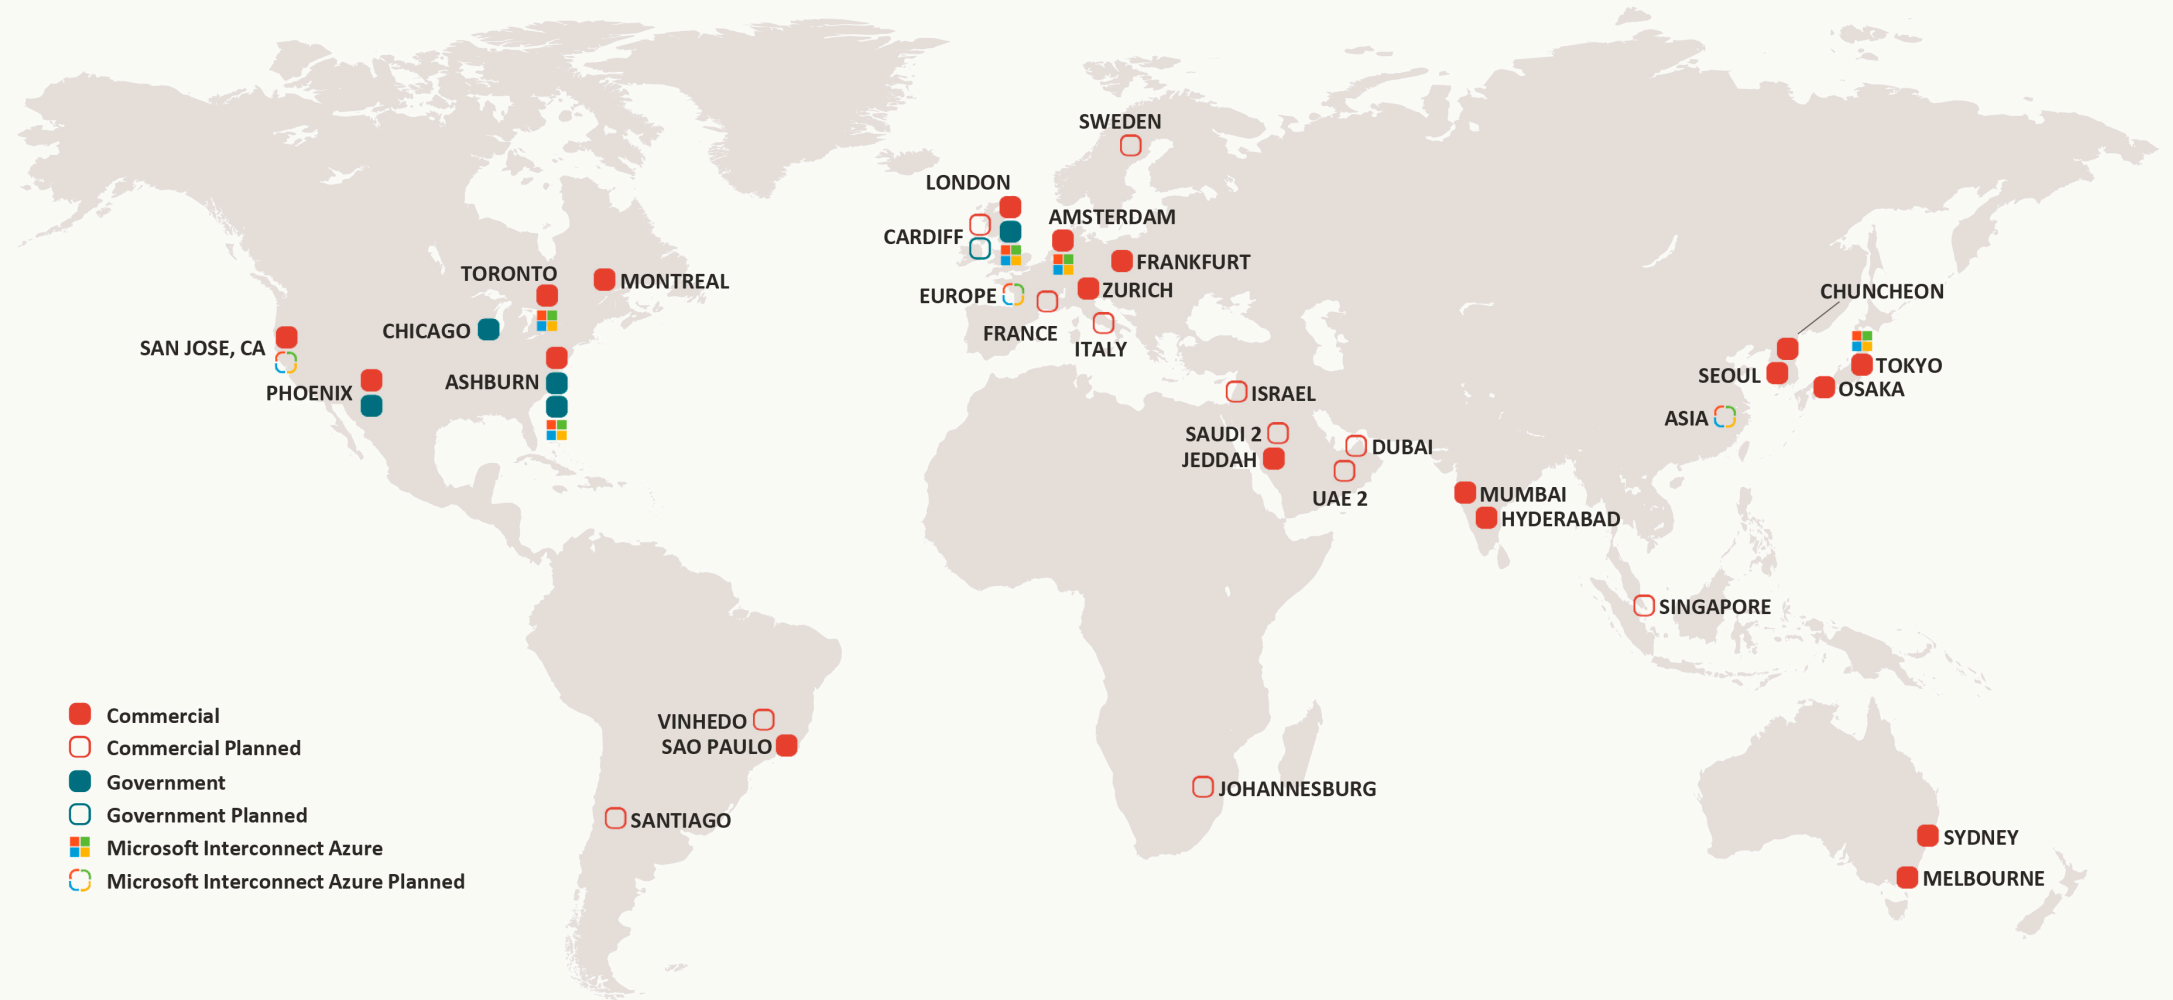 SWEDEN
LONDON
AMSTERDAM
CARDIFF
FRANKFURT
TORONTO
MONTREAL
EUROPE
ZURICH
CHUNCHEON
CHICAGO
FRANCE
SAN JOSE, CA
ITALY
TOKYO
SEOUL
ASHBURN
OSAKA
PHOENIX
ISRAEL
ASIA
SAUDI 2
DUBAI
JEDDAH
UAE 2
MUMBAI
HYDERABAD
SINGAPORE
VINHEDO
SAO PAULO
JOHANNESBURG
SANTIAGO
SYDNEY
MELBOURNE
Commercial
Commercial Planned
Government
Government Planned
Microsoft Interconnect Azure
Microsoft Interconnect Azure Planned